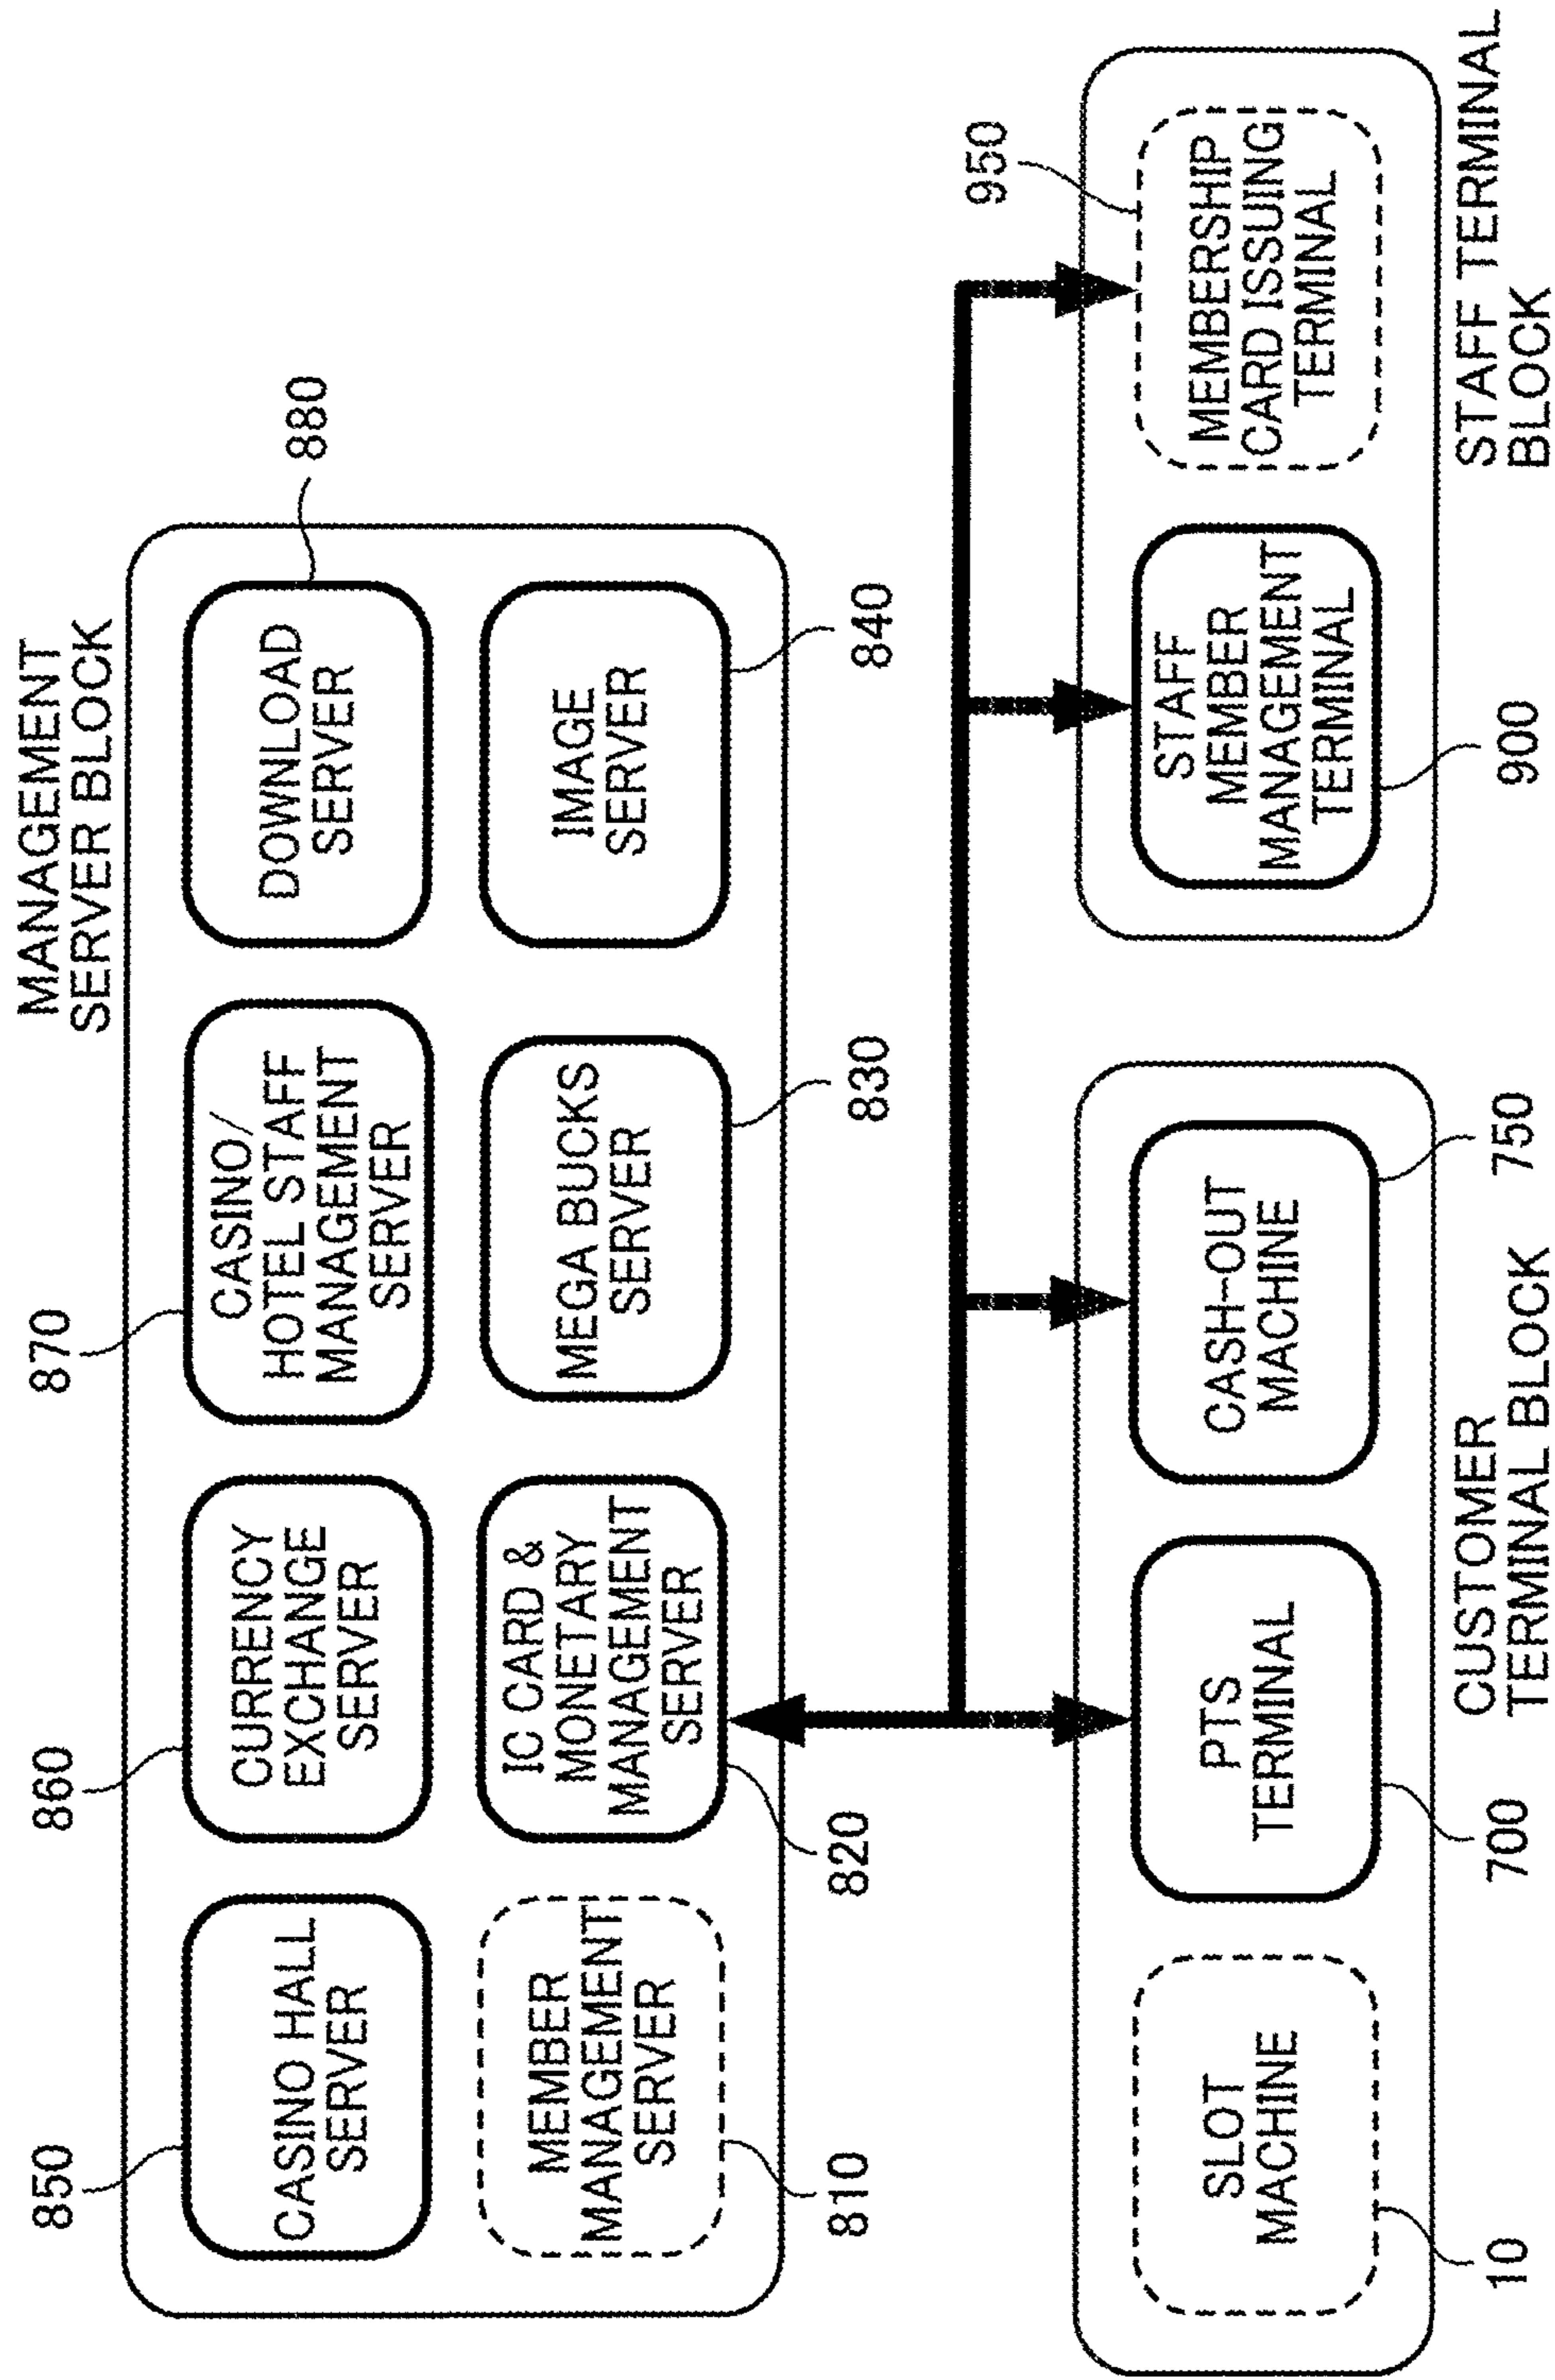 MANAGEMENT
SERVER BLOCK
850
860
870
880
CASINO HALL
SERVER
CURRENCY
EXCHANGE
SERVER
CASINO/
HOTEL STAFF
MANAGEMENT
SERVER
DOWNLOAD
SERVER
MEMBER
MANAGEMENT
SERVER
IC CARD &
MONETARY
MANAGEMENT
SERVER
MEGA BUCKS
SERVER
IMAGE
SERVER
810
820
830
840
950
SLOT
MACHINE
PTS
TERMINAL
CASH-OUT
MACHINE
STAFF
MEMBER
MANAGEMENT
TERMINAL
MEMBERSHIP
CARD ISSUING
TERMINAL
10
700
750
900
CUSTOMER
TERMINAL BLOCK
STAFF TERMINAL
BLOCK